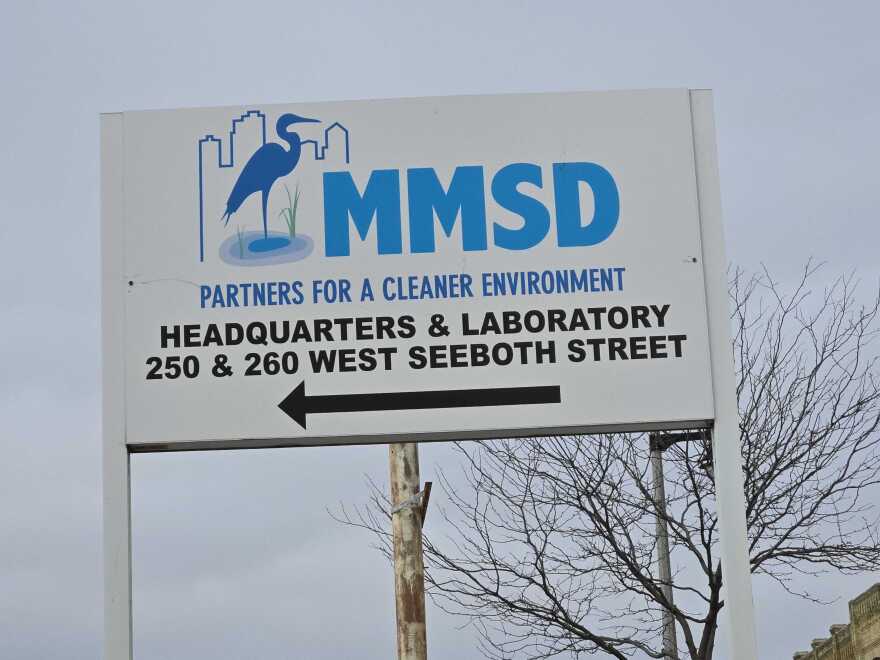 MMSD
PARTNERS FOR A CLEANER ENVIRONMENT
HEADQUARTERS & LABORATORY
250 & 260 WEST SEEBOTH STREET